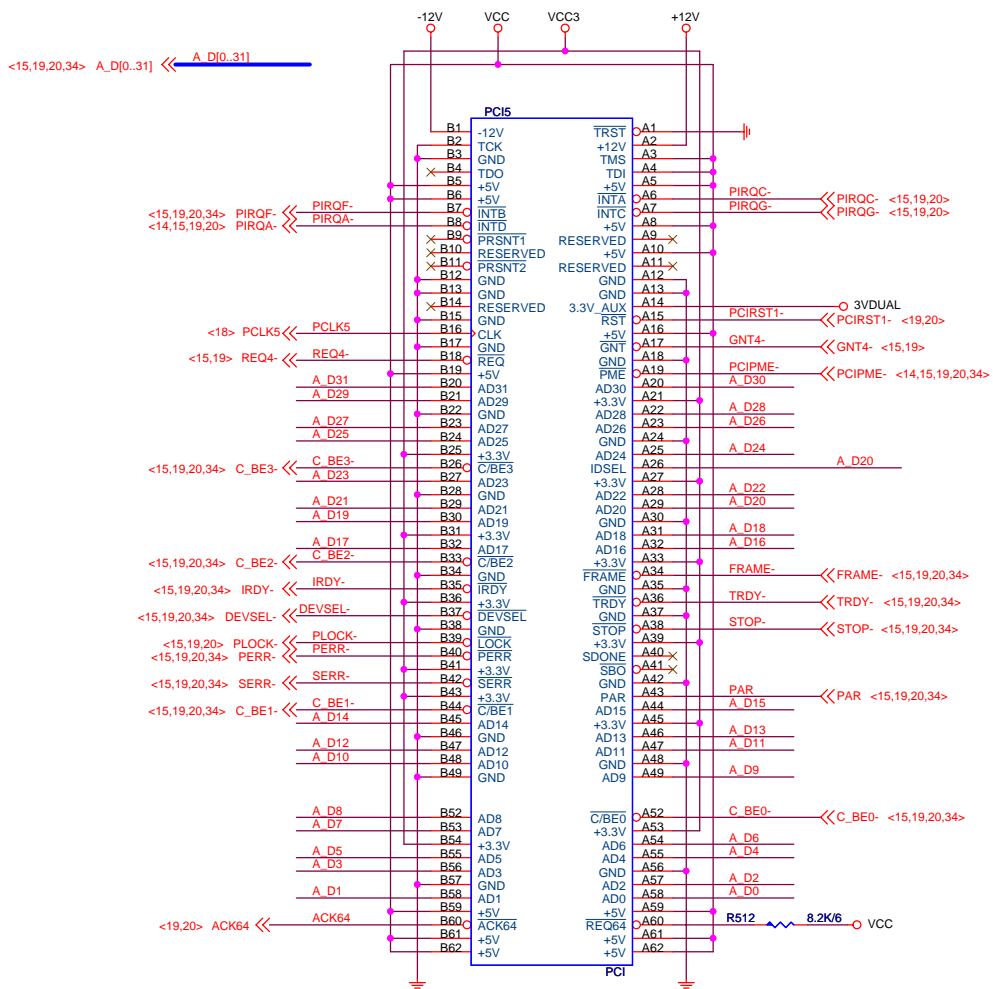 -12V VCC VCC3 +12V
A_D[0..31]
<15,19,20,34> A_D[0..31]
PCI5
B1 -12V TRST A1
B2 TCK +12V A2
B3 GND TMS A3
B4 TDO TDI A4
B5 +5V +5V A5
B6 +5V INTA A6 PIRQC- PIRQC- <15,19,20>
<15,19,20,34> PIRQF- PIRQF- B7 INTB INTC A7 PIRQG- PIRQG- <15,19,20>
<14,15,19,20> PIRQA- PIRQA- B8 INTD +5V A8
B9 PRSNT1 RESERVED A9
B10 RESERVED +5V A10
B11 PRSNT2 RESERVED A11
B12 GND GND A12
B13 GND GND A13
B14 RESERVED 3.3V_AUX A14 3VDUAL
B15 GND RST A15 PCIRST1- PCIRST1- <19,20>
<18> PCLK5 PCLK5 B16 CLK +5V A16
B17 GND GNT A17 GNT4- GNT4- <15,19>
<15,19> REQ4- REQ4- B18 REQ GND A18
B19 +5V PME A19 PCIPME- PCIPME- <14,15,19,20,34>
A_D31 B20 AD31 AD30 A20 A_D30
A_D29 B21 AD29 +3.3V A21
B22 GND AD28 A22 A_D28
A_D27 B23 AD27 AD26 A23 A_D26
A_D25 B24 AD25 GND A24
B25 +3.3V AD24 A25 A_D24
<15,19,20,34> C_BE3- C_BE3- B26 C/BE3 IDSEL A26 A_D20
A_D23 B27 AD23 +3.3V A27
B28 GND AD22 A28 A_D22
A_D21 B29 AD21 AD20 A29 A_D20
A_D19 B30 AD19 GND A30
B31 +3.3V AD18 A31 A_D18
A_D17 B32 AD17 AD16 A32 A_D16
<15,19,20,34> C_BE2- C_BE2- B33 C/BE2 +3.3V A33
B34 GND FRAME A34 FRAME- FRAME- <15,19,20,34>
<15,19,20,34> IRDY- IRDY- B35 IRDY GND A35
B36 +3.3V TRDY A36 TRDY- TRDY- <15,19,20,34>
<15,19,20,34> DEVSEL- DEVSEL- B37 DEVSEL GND A37
B38 GND STOP A38 STOP- STOP- <15,19,20,34>
<15,19,20> PLOCK- PLOCK- B39 LOCK +3.3V A39
<15,19,20,34> PERR- PERR- B40 PERR SDONE A40
B41 +3.3V SBO A41
<15,19,20,34> SERR- SERR- B42 SERR GND A42
B43 +3.3V PAR A43 PAR PAR <15,19,20,34>
<15,19,20,34> C_BE1- C_BE1- B44 C/BE1 AD15 A44 A_D15
A_D14 B45 AD14 +3.3V A45
B46 GND AD13 A46 A_D13
A_D12 B47 AD12 AD11 A47 A_D11
A_D10 B48 AD10 GND A48
B49 GND AD9 A49 A_D9
A_D8 B52 AD8 C/BE0 A52 C_BE0- C_BE0- <15,19,20,34>
A_D7 B53 AD7 +3.3V A53
B54 +3.3V AD6 A54 A_D6
A_D5 B55 AD5 AD4 A55 A_D4
A_D3 B56 AD3 GND A56
B57 GND AD2 A57 A_D2
A_D1 B58 AD1 AD0 A58 A_D0
B59 +5V +5V A59
<19,20> ACK64 ACK64 B60 ACK64 REQ64 A60 R512 8.2K/6 VCC
B61 +5V +5V A61
B62 +5V +5V A62
PCI